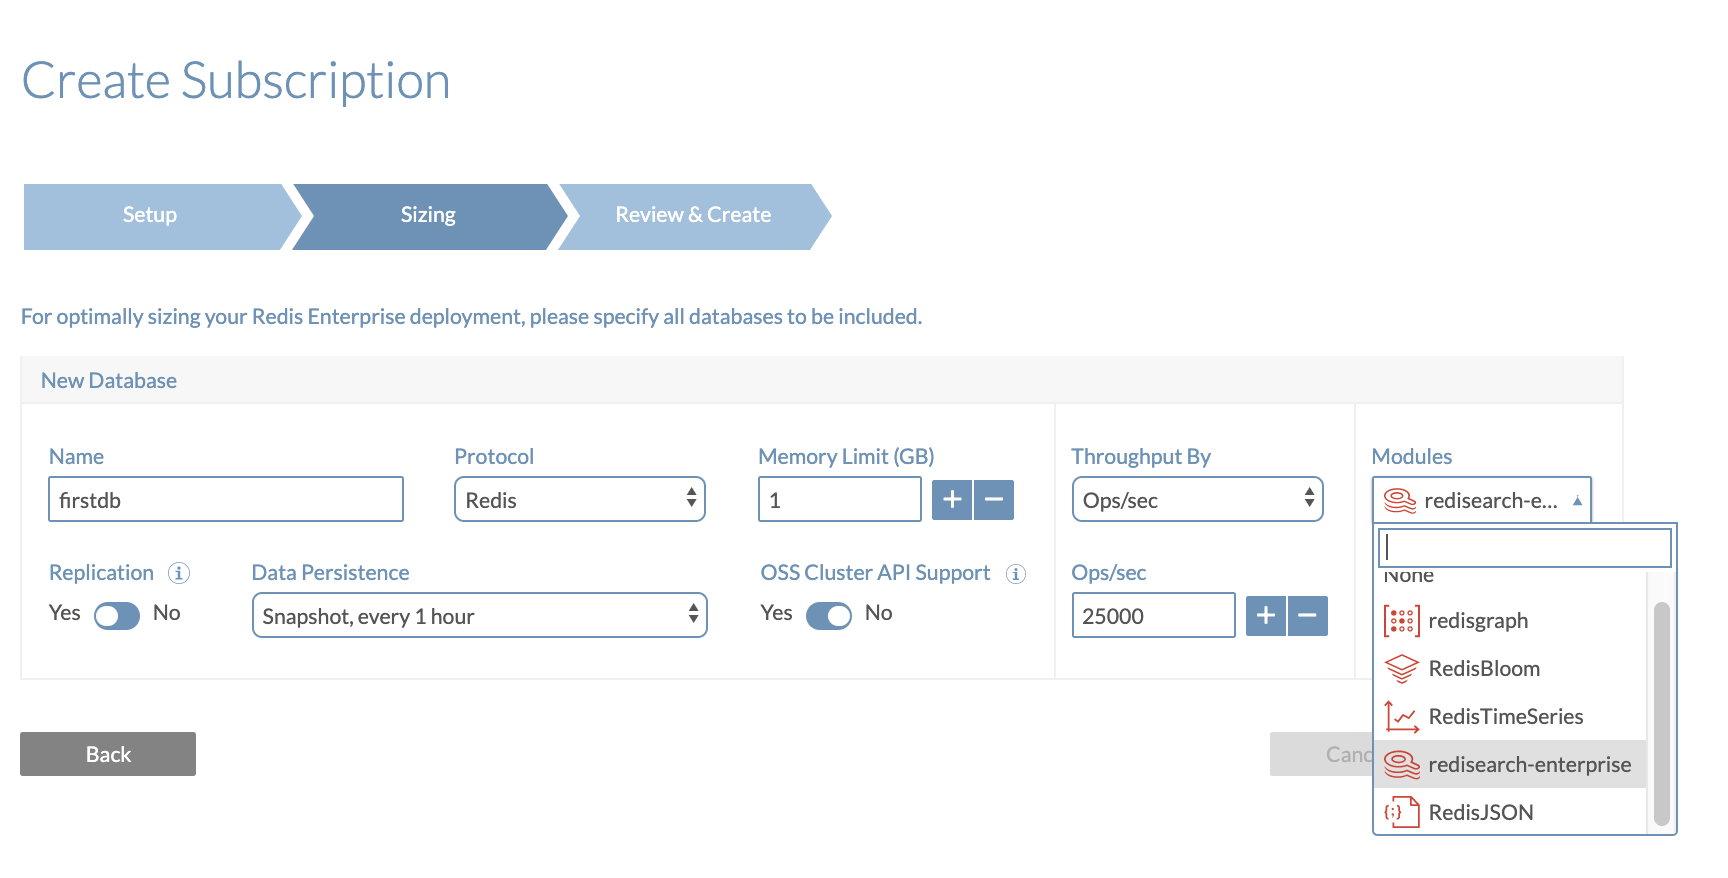 Create Subscription
Setup
Sizing
Review & Create
For optimally sizing your Redis Enterprise deployment, please specify all databases to be included.
New Database
Name
Protocol
Memory Limit (GB)
Throughput By
Modules
firstdb
Redis
1
+
−
Ops/sec
redisearch-e...
Replication
Data Persistence
OSS Cluster API Support
Ops/sec
Yes
No
Snapshot, every 1 hour
Yes
No
25000
+
−
None
redisgraph
RedisBloom
RedisTimeSeries
redisearch-enterprise
RedisJSON
Back
Canc